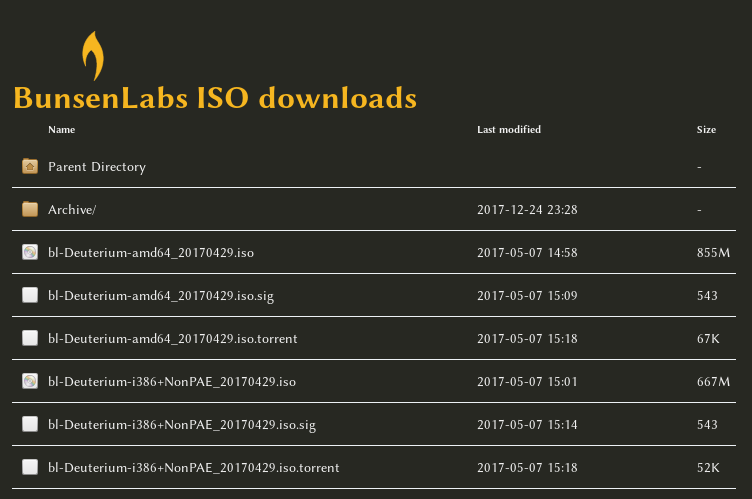 BunsenLabs ISO downloads
Name Last modified Size
Parent Directory -
Archive/ 2017-12-24 23:28 -
bl-Deuterium-amd64_20170429.iso 2017-05-07 14:58 855M
bl-Deuterium-amd64_20170429.iso.sig 2017-05-07 15:09 543
bl-Deuterium-amd64_20170429.iso.torrent 2017-05-07 15:18 67K
bl-Deuterium-i386+NonPAE_20170429.iso 2017-05-07 15:01 667M
bl-Deuterium-i386+NonPAE_20170429.iso.sig 2017-05-07 15:14 543
bl-Deuterium-i386+NonPAE_20170429.iso.torrent 2017-05-07 15:18 52K